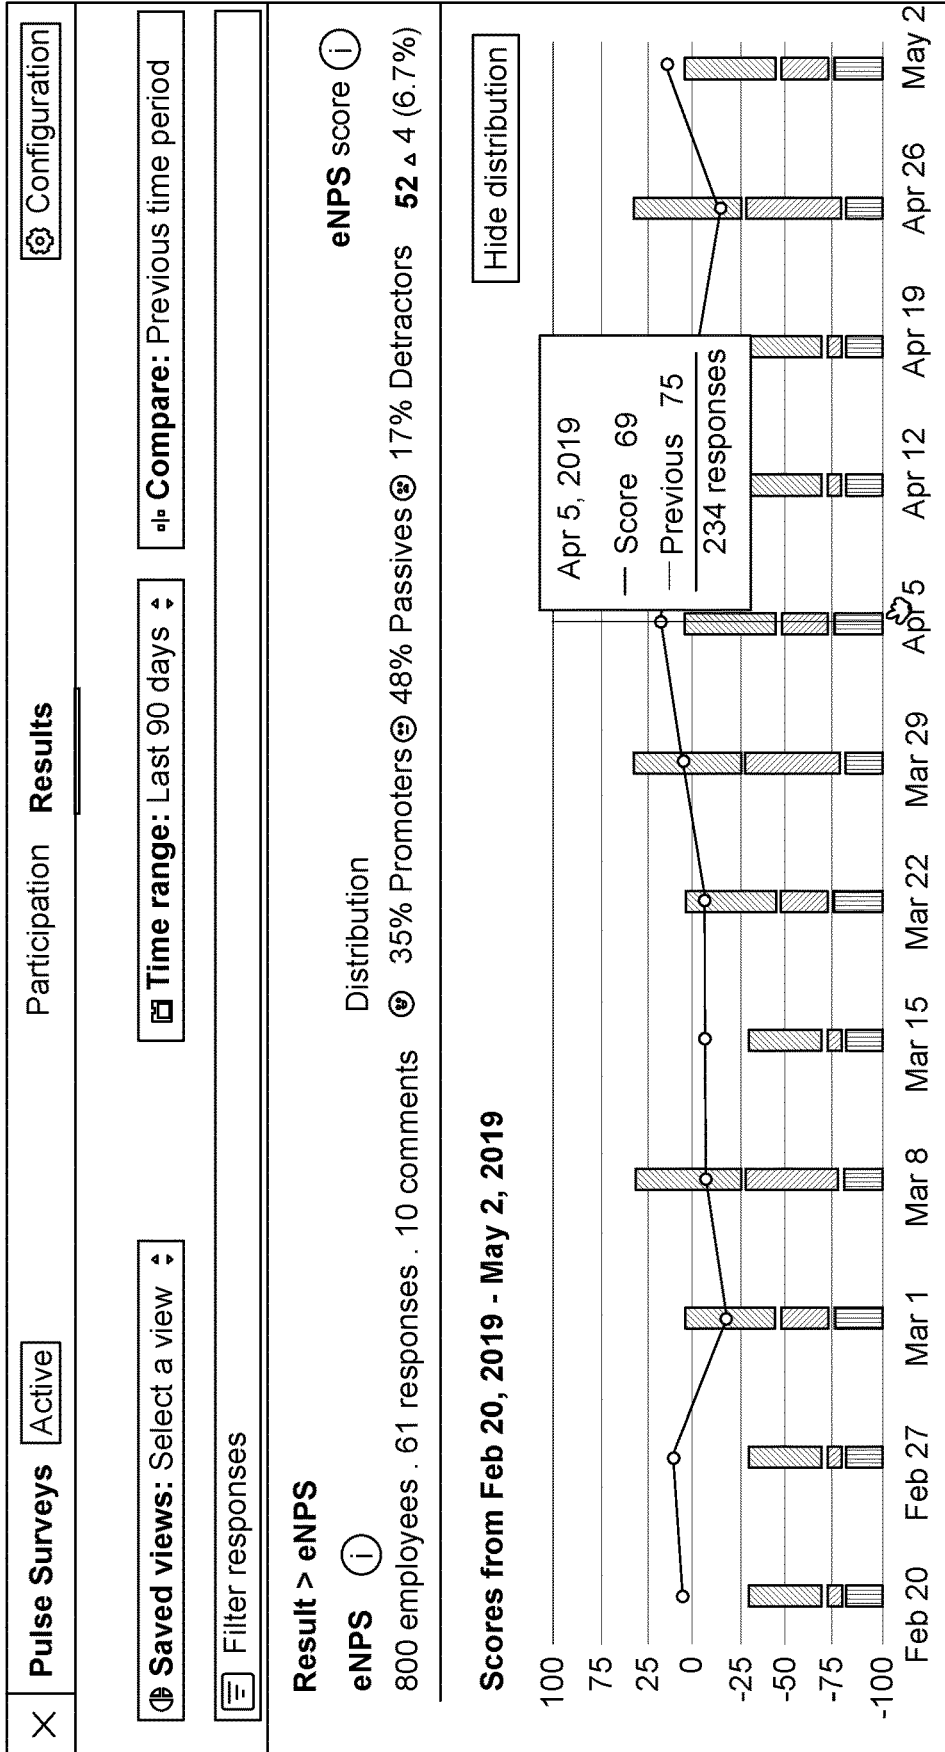 X Pulse Surveys Active Participation Results Configuration
Saved views: Select a view Time range: Last 90 days Compare: Previous time period
Filter responses
Result > eNPS
eNPS i Distribution eNPS score i
800 employees . 61 responses . 10 comments 35% Promoters 48% Passives 17% Detractors 52 ▵ 4 (6.7%)
Scores from Feb 20, 2019 - May 2, 2019 Hide distribution
100
75
50
25
0
-25
-50
-75
-100
Apr 5, 2019
Score 69
Previous 75
234 responses
Feb 20 Feb 27 Mar 1 Mar 8 Mar 15 Mar 22 Mar 29 Apr 5 Apr 12 Apr 19 Apr 26 May 2